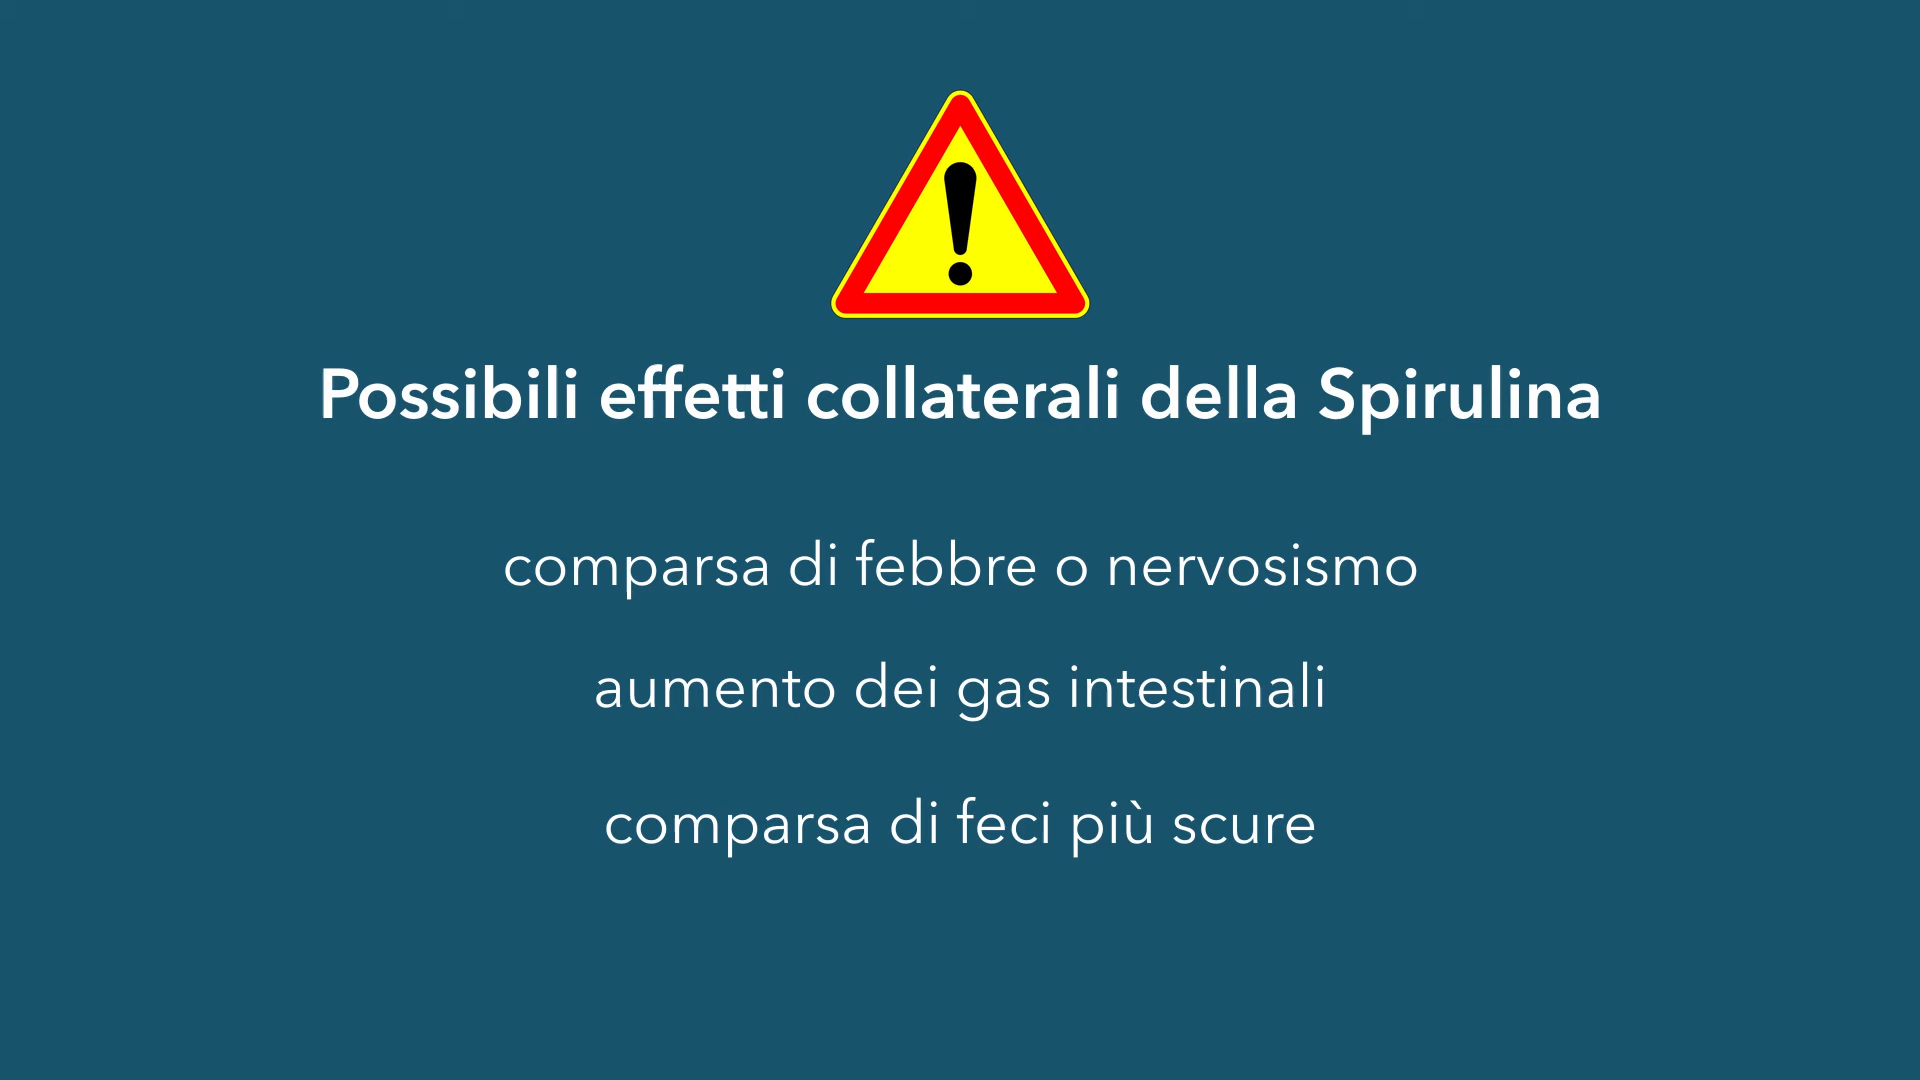 Possibili effetti collaterali della Spirulina
comparsa di febbre o nervosismo
aumento dei gas intestinali
comparsa di feci più scure